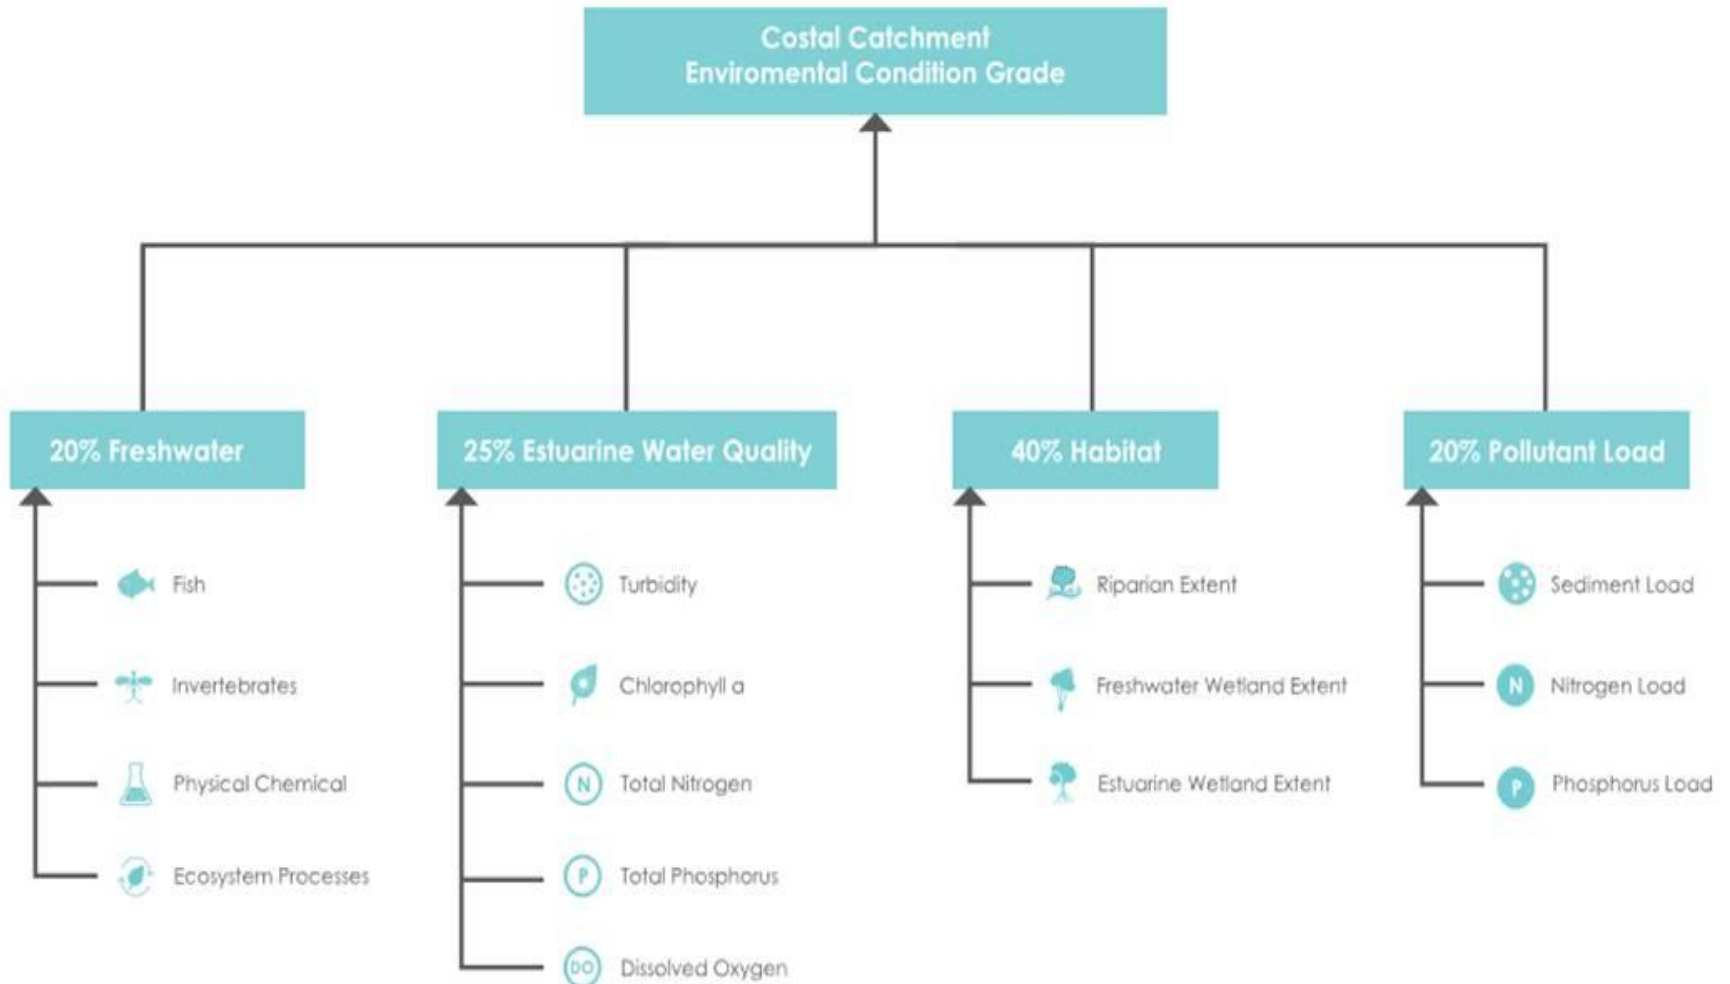 Costal Catchment
Enviromental Condition Grade
20% Freshwater
Fish
Invertebrates
Physical Chemical
Ecosystem Processes
25% Estuarine Water Quality
Turbidity
Chlorophyll a
N
Total Nitrogen
P
Total Phosphorus
DO
Dissolved Oxygen
40% Habitat
Riparian Extent
Freshwater Wetland Extent
Estuarine Wetland Extent
20% Pollutant Load
Sediment Load
N
Nitrogen Load
P
Phosphorus Load